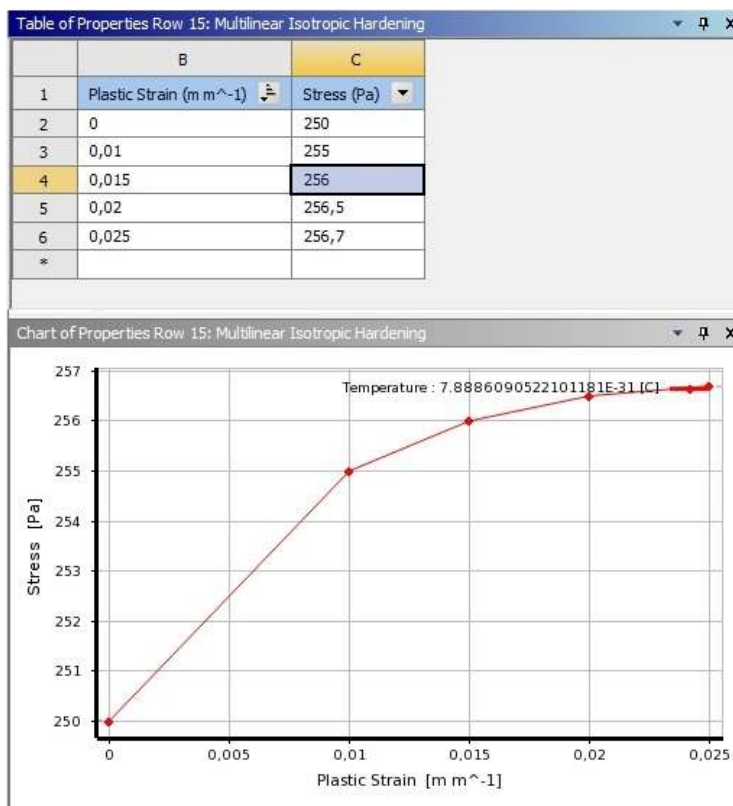 Table of Properties Row 15: Multilinear Isotropic Hardening
B C
1 Plastic Strain (m m^-1) Stress (Pa)
2 0 250
3 0,01 255
4 0,015 256
5 0,02 256,5
6 0,025 256,7
*
Chart of Properties Row 15: Multilinear Isotropic Hardening
257
Temperature : 7.8886090522101181E-31 [C]
256
255
254
253
252
251
250
Stress [Pa]
0 0,005 0,01 0,015 0,02 0,025
Plastic Strain [m m^-1]